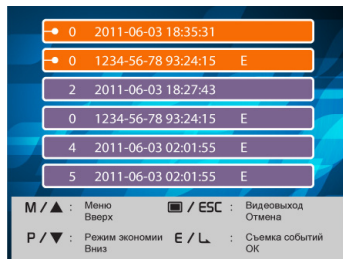 0 2011-06-03 18:35:31
0 1234-56-78 93:24:15 E
2 2011-06-03 18:27:43
0 1234-56-78 93:24:15 E
4 2011-06-03 02:01:55 E
5 2011-06-03 02:01:55 E
M / ▲ : Меню / ESC : Видеовыход
Вверх Отмена
P / ▼ : Режим экономии E / : Съемка событий
Вниз ОК